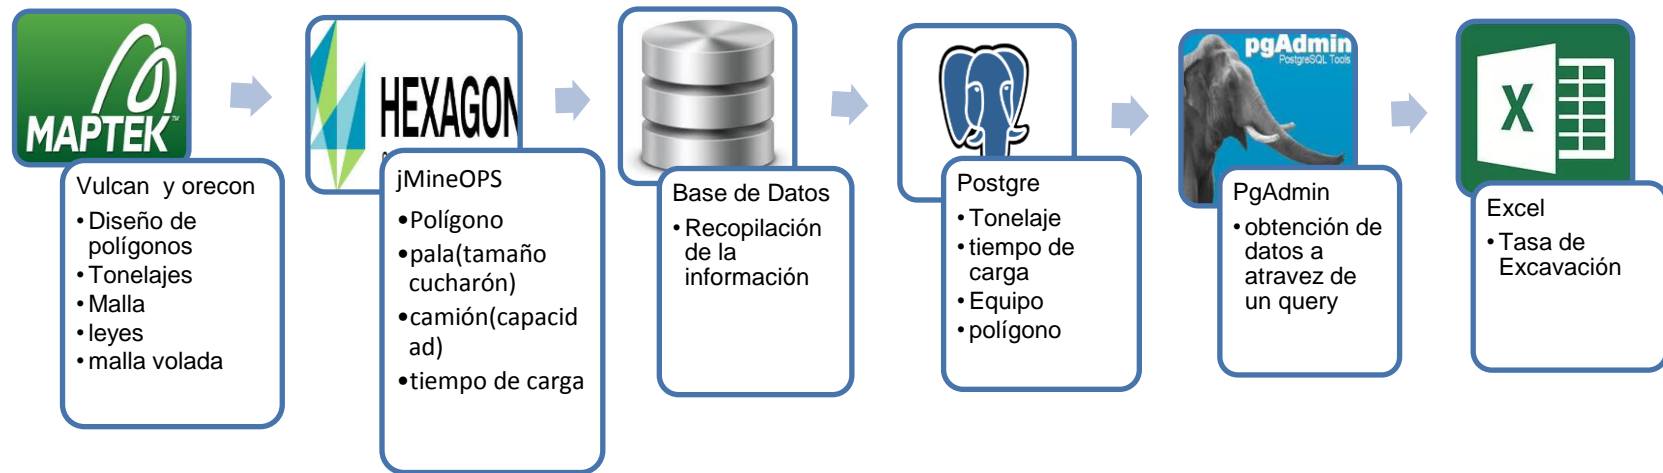 MAPTEK™
Vulcan y orecon
• Diseño de
polígonos
• Tonelajes
• Malla
• leyes
• malla volada
HEXAGON
jMineOPS
•Polígono
•pala(tamaño
cucharón)
•camión(capacid
ad)
•tiempo de carga
Base de Datos
• Recopilación
de la
información
Postgre
• Tonelaje
• tiempo de
carga
• Equipo
• polígono
pgAdmin
PostgreSQL Tools
PgAdmin
• obtención de
datos a
atravez de
un query
X
Excel
• Tasa de
Excavación